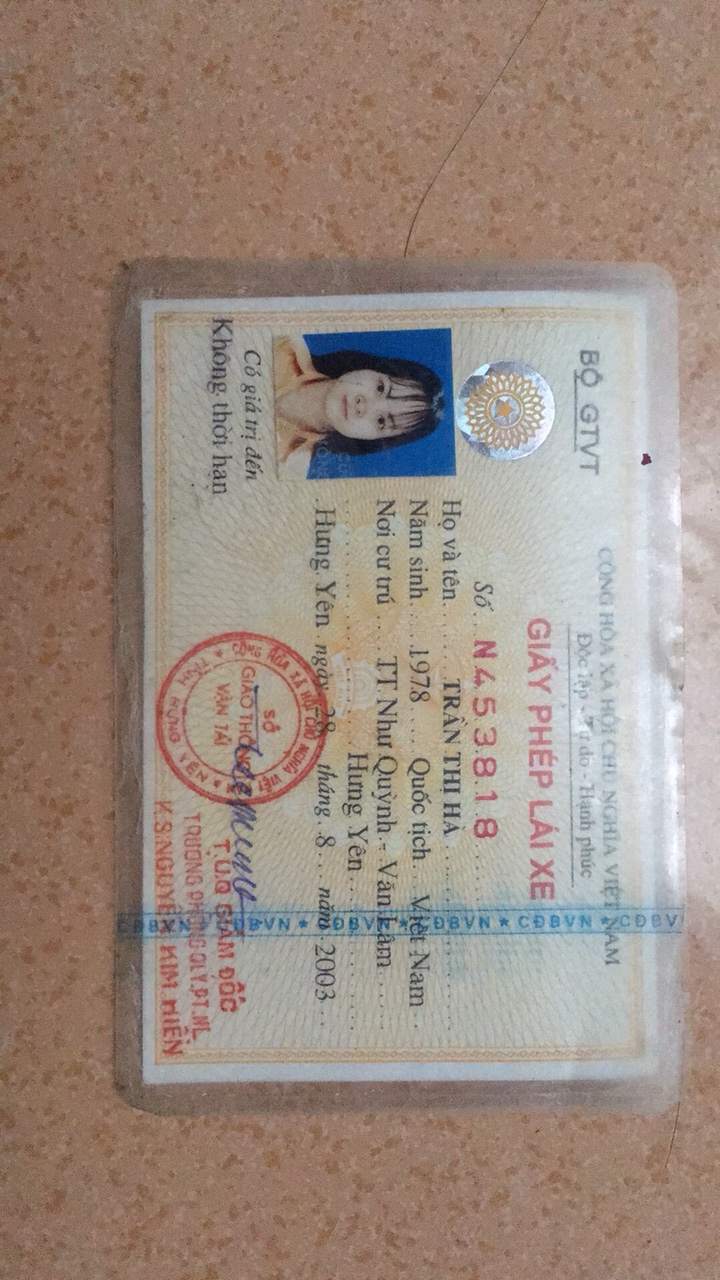 BỘ GTVT
CỘNG HÒA XÃ HỘI CHỦ NGHĨA VIỆT NAM
Độc lập - Tự do - Hạnh phúc
GIẤY PHÉP LÁI XE
Số N453818
Họ và tên TRẦN THỊ HÀ
Năm sinh 1978 Quốc tịch Việt Nam
Nơi cư trú TT.Như Quỳnh - Văn Lâm
Hưng Yên
Hưng Yên ngày 28 tháng 8 năm 2003
Có giá trị đến
Không thời hạn
CỘNG HÒA XÃ HỘI CHỦ NGHĨA VIỆT
SỞ
GIAO THÔNG
VẬN TẢI
TỈNH HƯNG YÊN
T.UQ GIÁM ĐỐC
TRƯỞNG PHÒNG QLY.PT.NL
K.S NGUYỄN KIM HIỀN
CĐBVN ★ CĐBVN ★ CĐBVN ★ CĐBVN ★ CĐBV